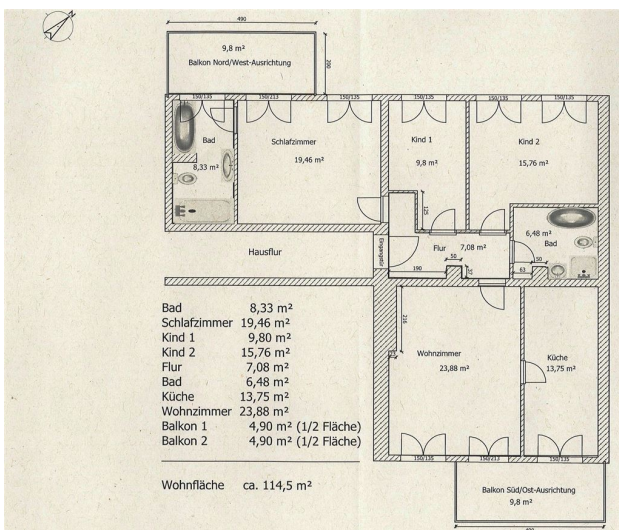 490
9,8 m²
Balkon Nord/West-Ausrichtung
200
150/135
150/213
150/135
150/135
150/135
Bad
8,33 m²
Schlafzimmer
19,46 m²
Kind 1
9,8 m²
Kind 2
15,76 m²
125
Hausflur
Eingangstür
Flur 7,08 m²
6,48 m²
Bad
50
190
63
50
216
Bad 8,33 m²
Schlafzimmer 19,46 m²
Kind 1 9,80 m²
Kind 2 15,76 m²
Flur 7,08 m²
Bad 6,48 m²
Küche 13,75 m²
Wohnzimmer 23,88 m²
Balkon 1 4,90 m² (1/2 Fläche)
Balkon 2 4,90 m² (1/2 Fläche)
Wohnfläche ca. 114,5 m²
Wohnzimmer
23,88 m²
Küche
13,75 m²
150/135
150/213
150/135
Balkon Süd/Ost-Ausrichtung
9,8 m²
490